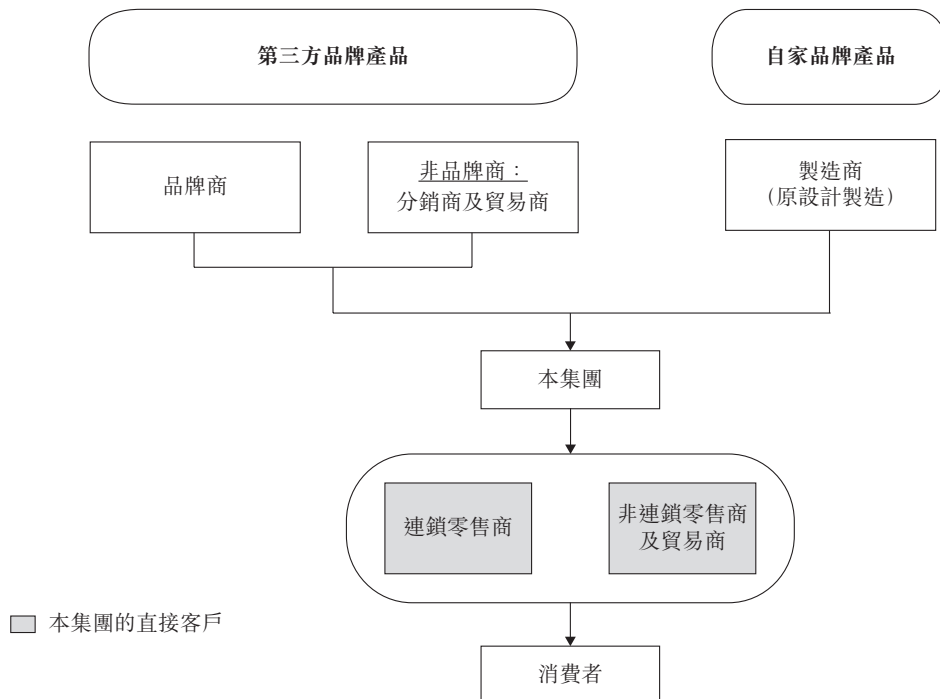 第三方品牌產品
自家品牌產品
品牌商
非品牌商：
分銷商及貿易商
製造商
(原設計製造)
本集團
連鎖零售商
非連鎖零售商
及貿易商
本集團的直接客戶
消費者